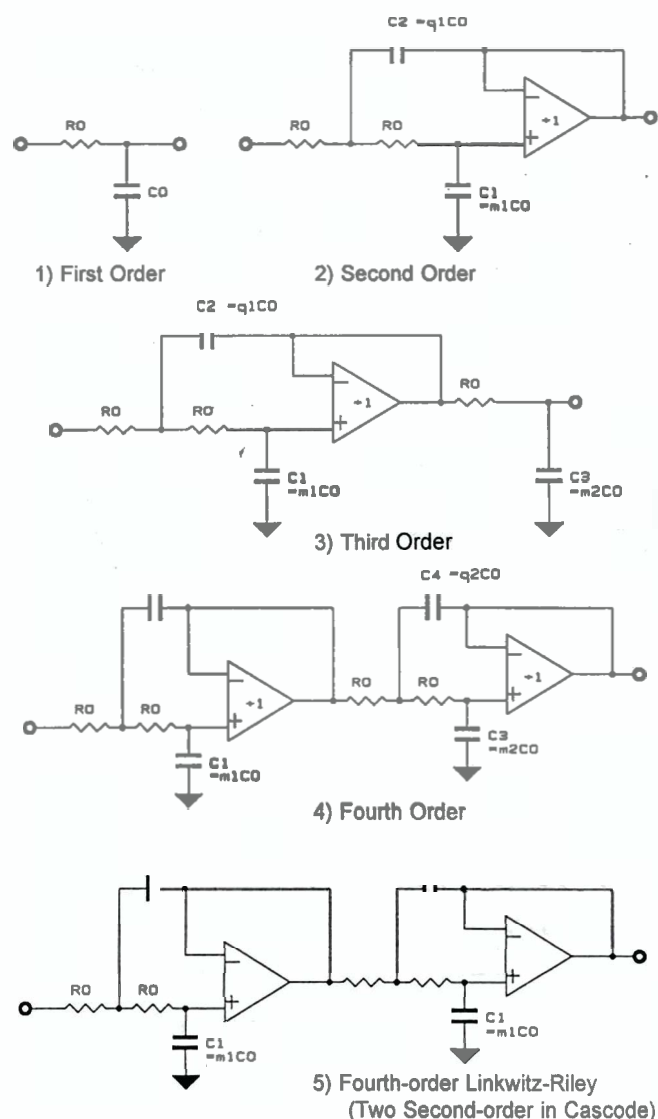 C2 =q1C0
R0
R0
÷1
−
+
C1
=m1C0
R0
C0
1) First Order
2) Second Order
C2 =q1C0
R0
R0
−
+
÷1
R0
C1
=m1C0
C3
=m2C0
3) Third Order
C4 =q2C0
R0
R0
−
+
÷1
R0
R0
−
+
÷1
C1
=m1C0
C3
=m2C0
4) Fourth Order
R0
R0
−
+
−
+
C1
=m1C0
C1
=m1C0
5) Fourth-order Linkwitz-Riley
(Two Second-order in Cascode)